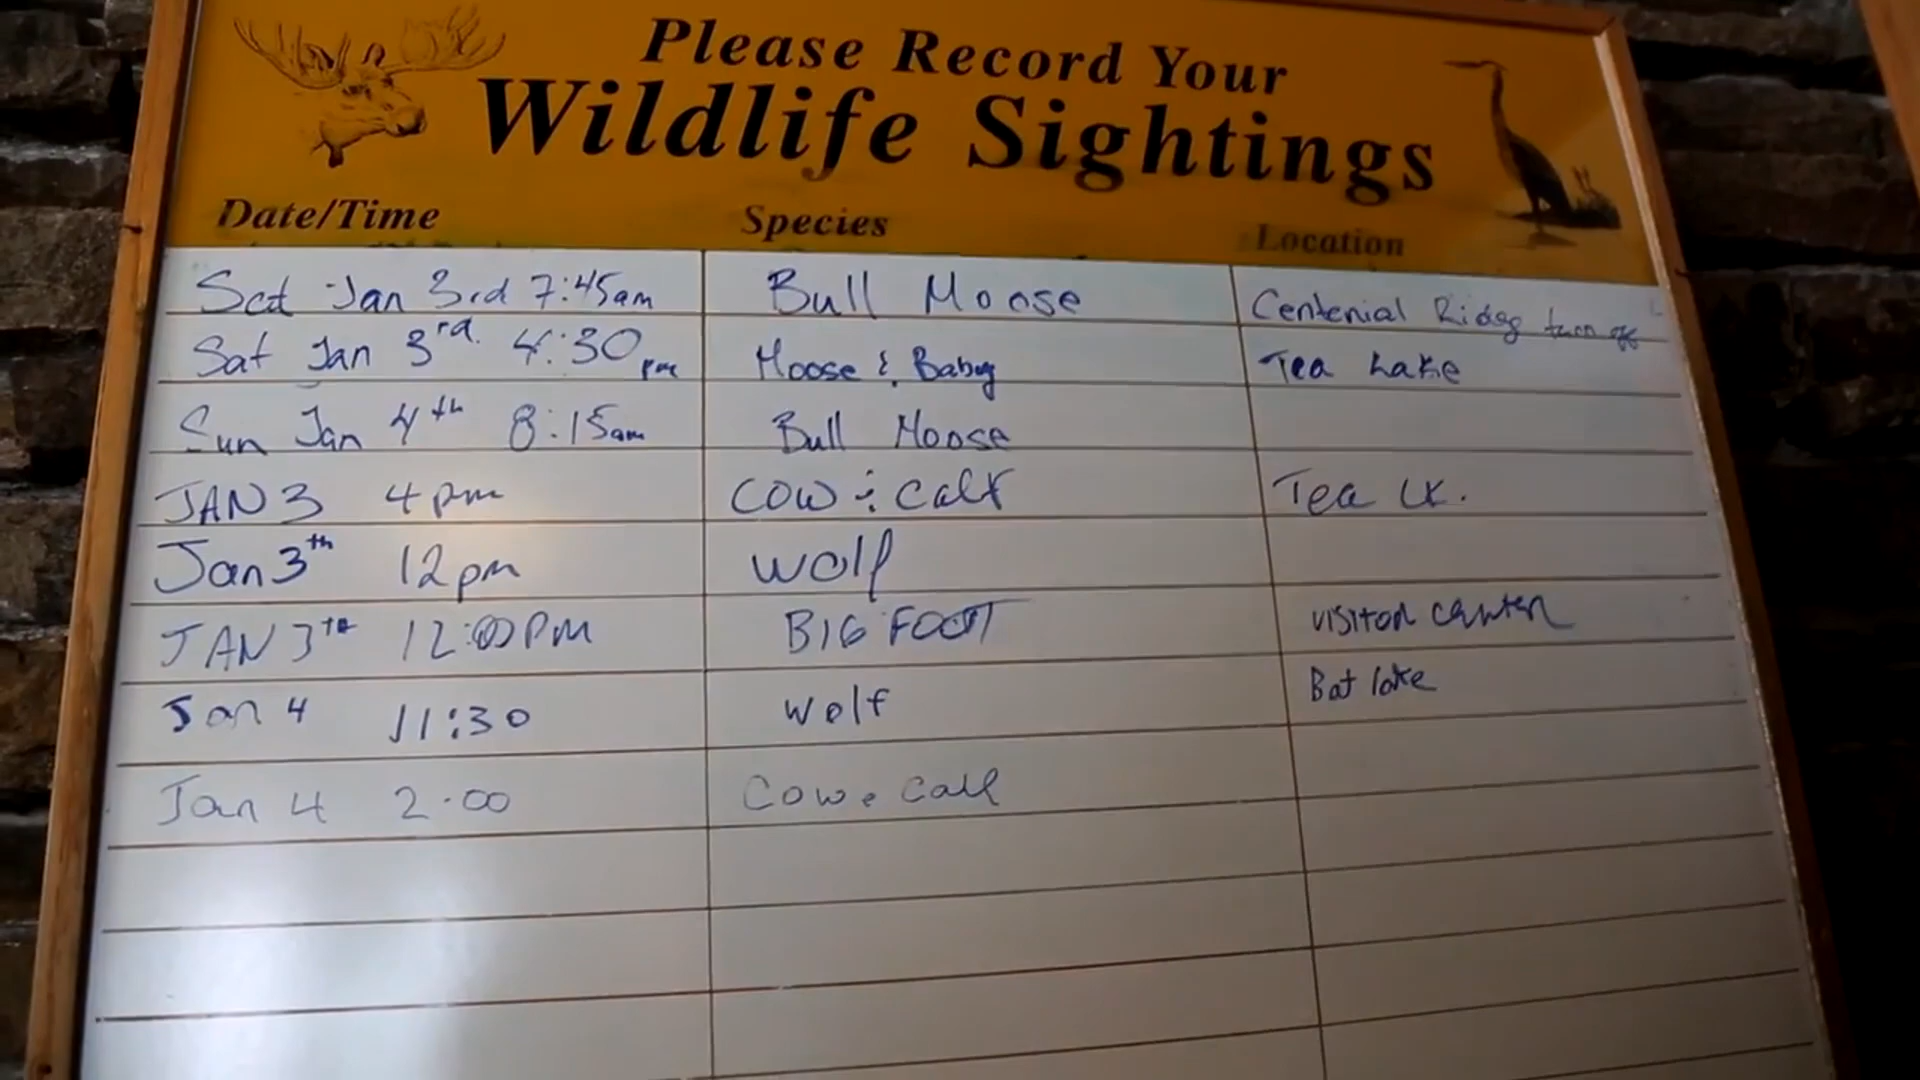 Please Record Your
Wildlife Sightings
Date/Time Species Location
Sat Jan 3rd 7:45am Bull Moose Centenial Ridge turn off
Sat Jan 3rd. 4:30pm Moose & Baby Tea Lake
Sun Jan 4th 8:15am Bull Moose
JAN 3 4pm COW & Calf Tea LK.
Jan 3th 12pm wolf
JAN 3TH 12:00PM BIG FOOT visitor center
Jan 4 11:30 wolf Bat lake
Jan 4 2:00 Cow & Calf